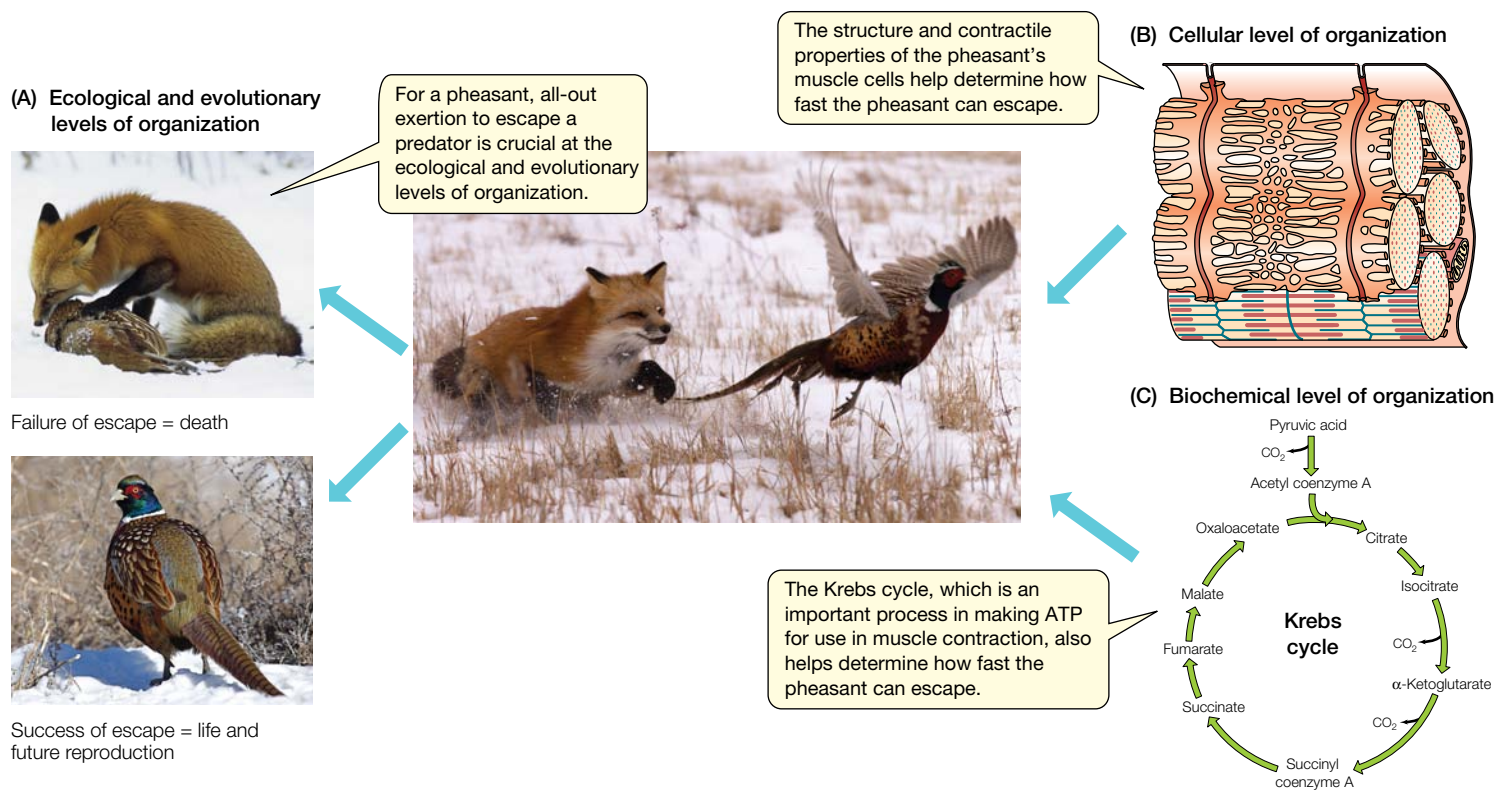 (A) Ecological and evolutionary
levels of organization
For a pheasant, all-out
exertion to escape a
predator is crucial at the
ecological and evolutionary
levels of organization.
Failure of escape = death
Success of escape = life and
future reproduction
The structure and contractile
properties of the pheasant’s
muscle cells help determine how
fast the pheasant can escape.
(B) Cellular level of organization
The Krebs cycle, which is an
important process in making ATP
for use in muscle contraction, also
helps determine how fast the
pheasant can escape.
(C) Biochemical level of organization
Pyruvic acid
CO2
Acetyl coenzyme A
Oxaloacetate
Citrate
Isocitrate
CO2
α-Ketoglutarate
CO2
Succinyl
coenzyme A
Succinate
Fumarate
Malate
Krebs
cycle